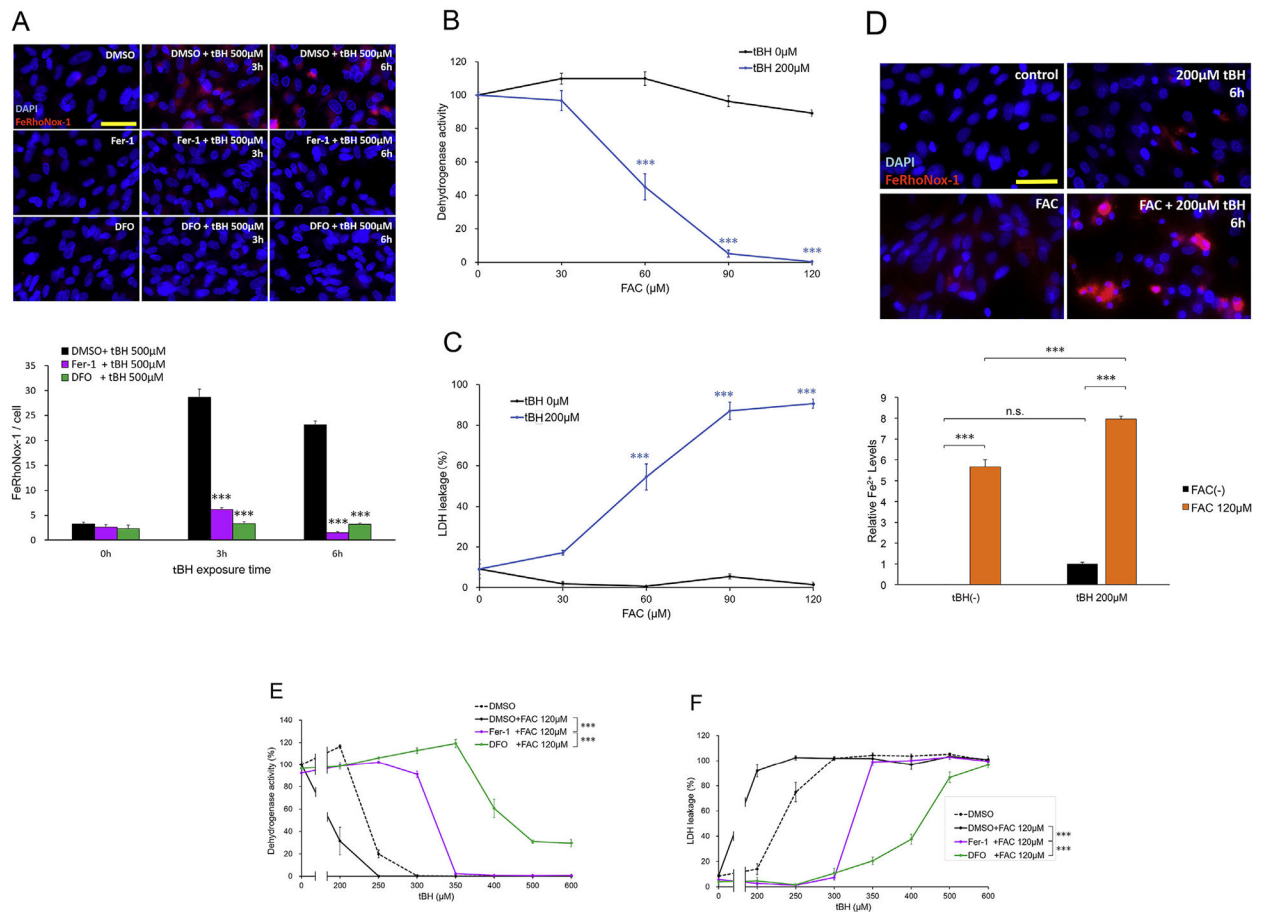 A
DMSO
DAPI
FeRhoNox-1
DMSO + tBH 500μM
3h
DMSO + tBH 500μM
6h
Fer-1
Fer-1 + tBH 500μM
3h
Fer-1 + tBH 500μM
6h
DFO
DFO + tBH 500μM
3h
DFO + tBH 500μM
6h
DMSO+ tBH 500μM
Fer-1 + tBH 500μM
DFO + tBH 500μM
FeRhoNox-1 / cell
35
30
25
20
15
10
5
0
***
***
***
***
0h
3h
6h
tBH exposure time
B
tBH 0μM
tBH 200μM
Dehydrogenase activity
120
100
80
60
40
20
0
***
***
***
0
30
60
90
120
FAC (μM)
C
tBH 0μM
tBH 200μM
LDH leakage (%)
100
80
60
40
20
0
***
***
***
0
30
60
90
120
FAC (μM)
D
control
DAPI
FeRhoNox-1
200μM tBH
6h
FAC
FAC + 200μM tBH
6h
***
***
n.s.
***
Relative Fe²⁺ Levels
9
8
7
6
5
4
3
2
1
0
FAC(-)
FAC 120μM
tBH(-)
tBH 200μM
E
DMSO
DMSO+FAC 120μM
Fer-1 +FAC 120μM
DFO +FAC 120μM
***
***
Dehydrogenase activity (%)
140
120
100
80
60
40
20
0
0
200
250
300
350
400
500
600
tBH (μM)
F
LDH leakage (%)
120
100
80
60
40
20
0
DMSO
DMSO+FAC 120μM
Fer-1 +FAC 120μM
DFO +FAC 120μM
***
***
0
200
250
300
350
400
500
600
tBH (μM)